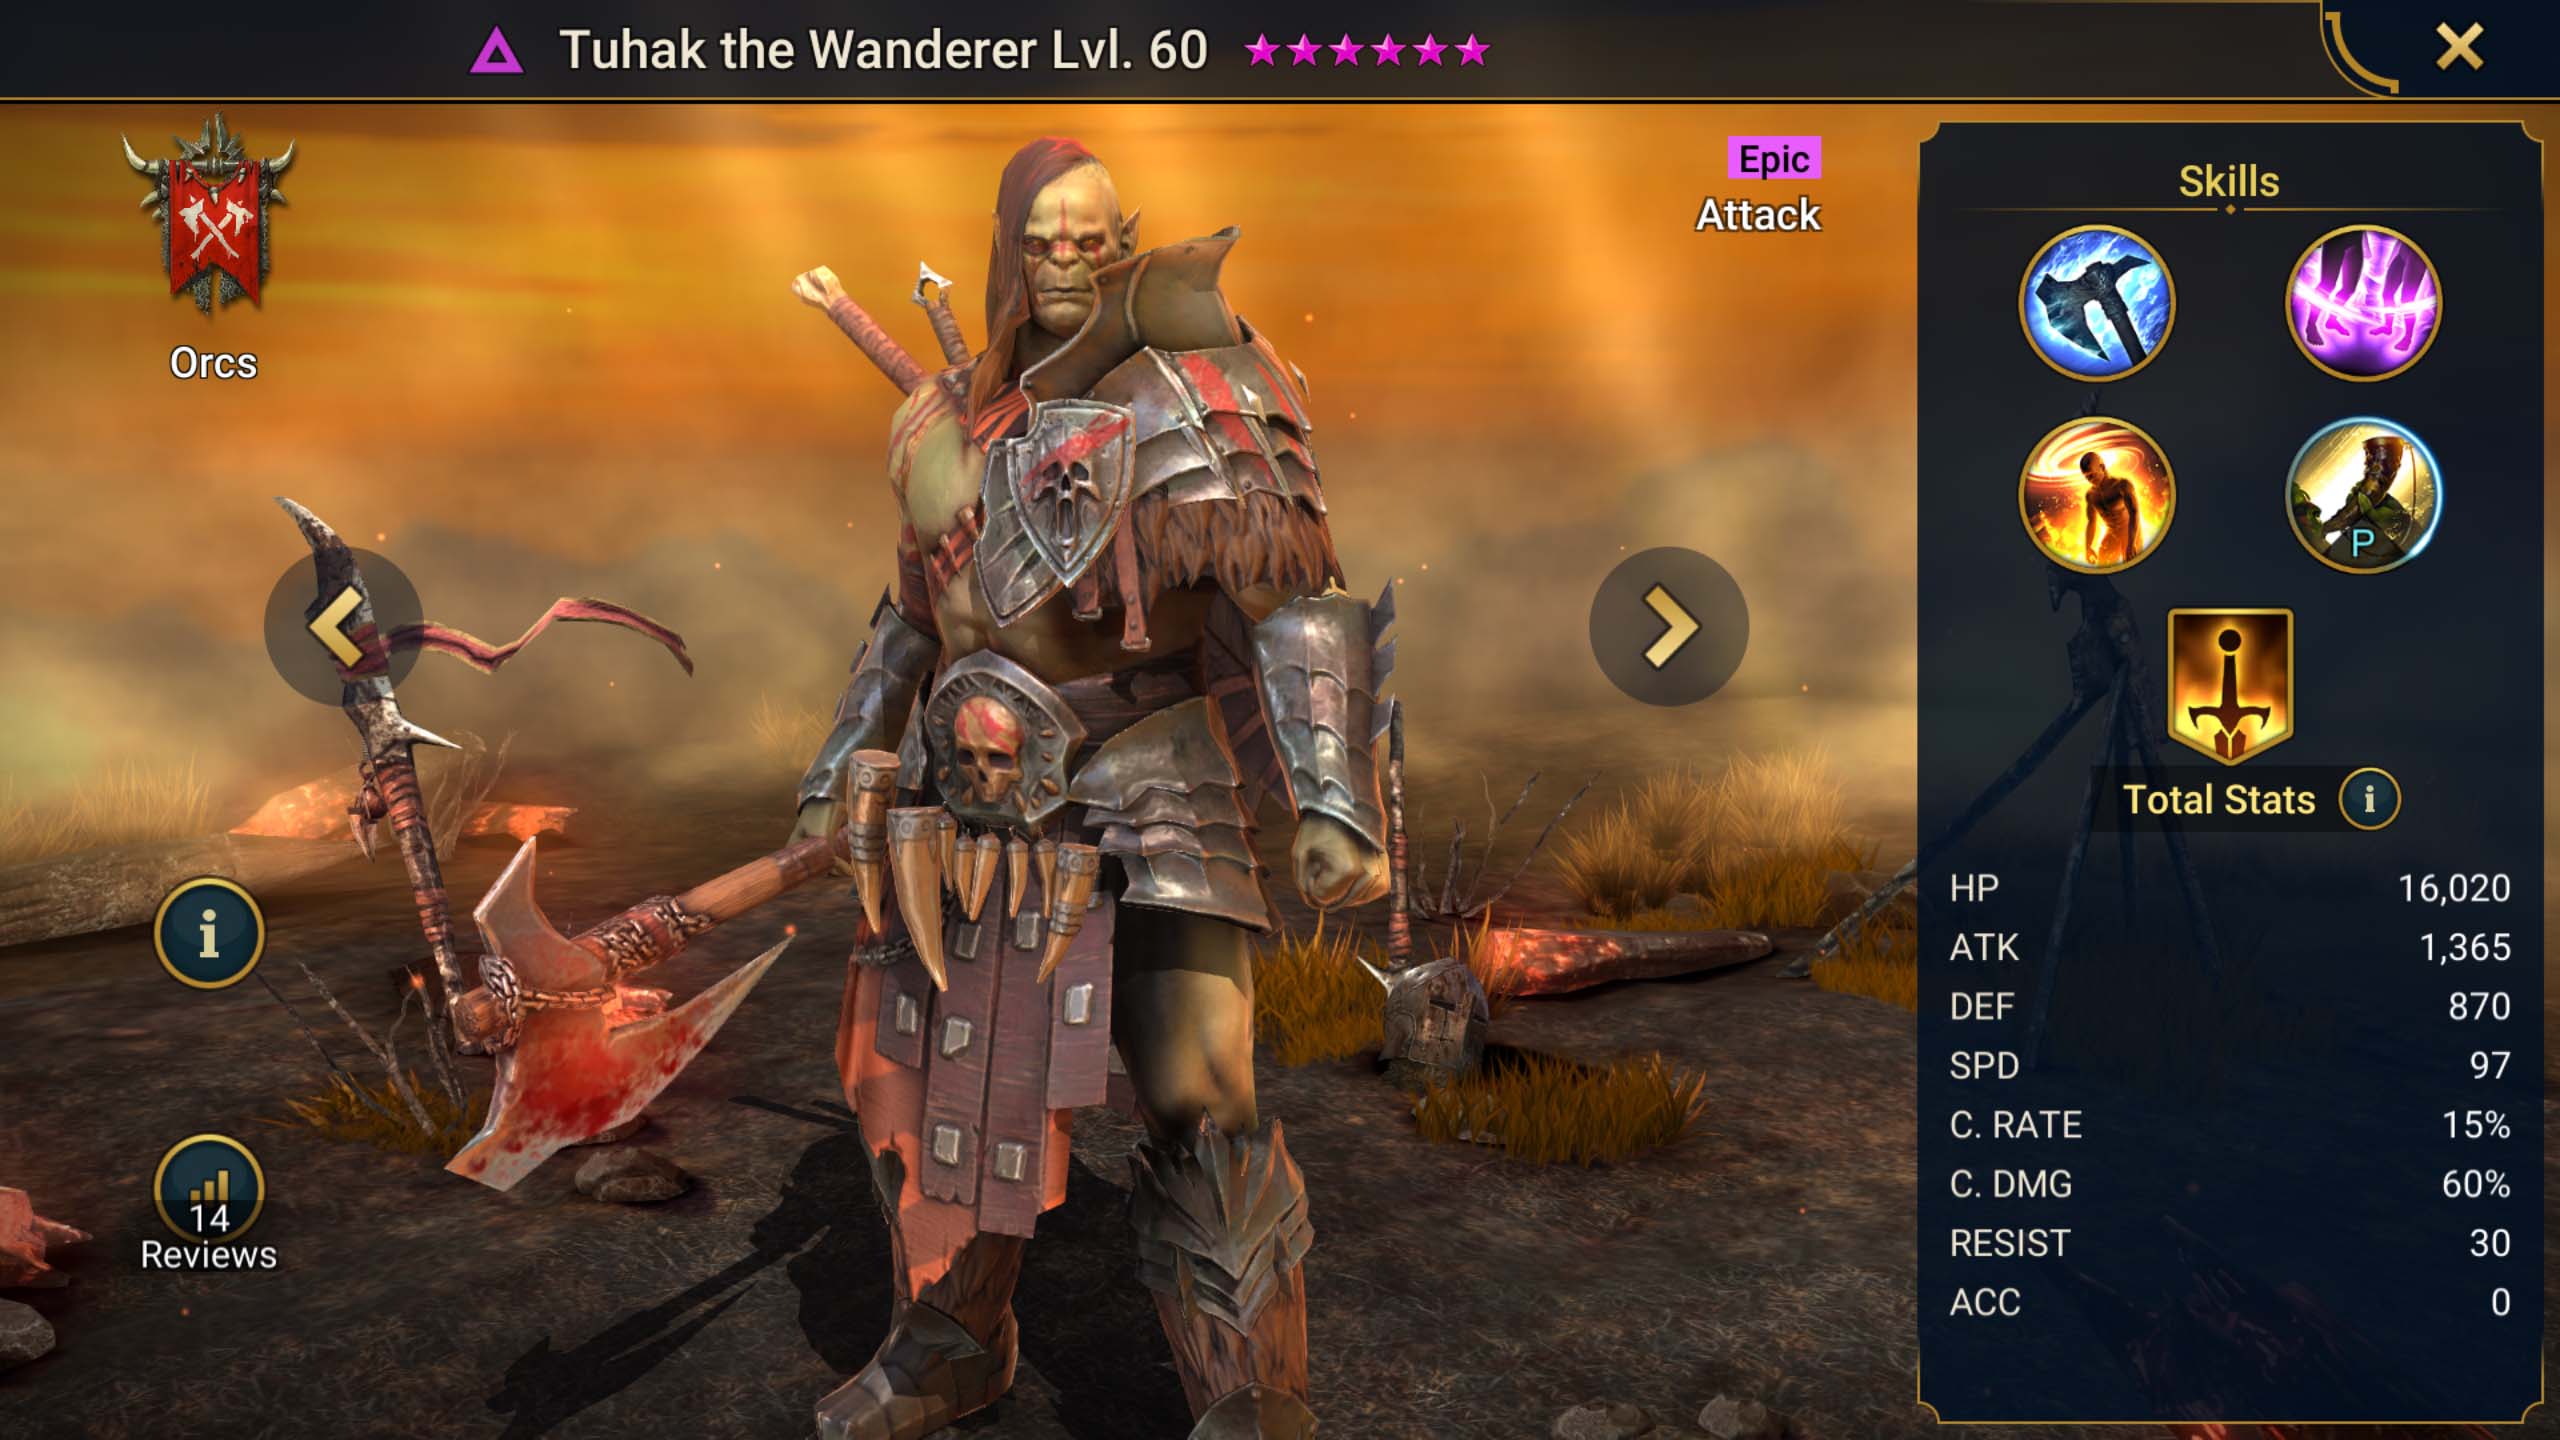 Tuhak the Wanderer Lvl. 60
Orcs
Epic
Attack
14
Reviews
Skills
P
Total Stats
HP 16,020
ATK 1,365
DEF 870
SPD 97
C. RATE 15%
C. DMG 60%
RESIST 30
ACC 0